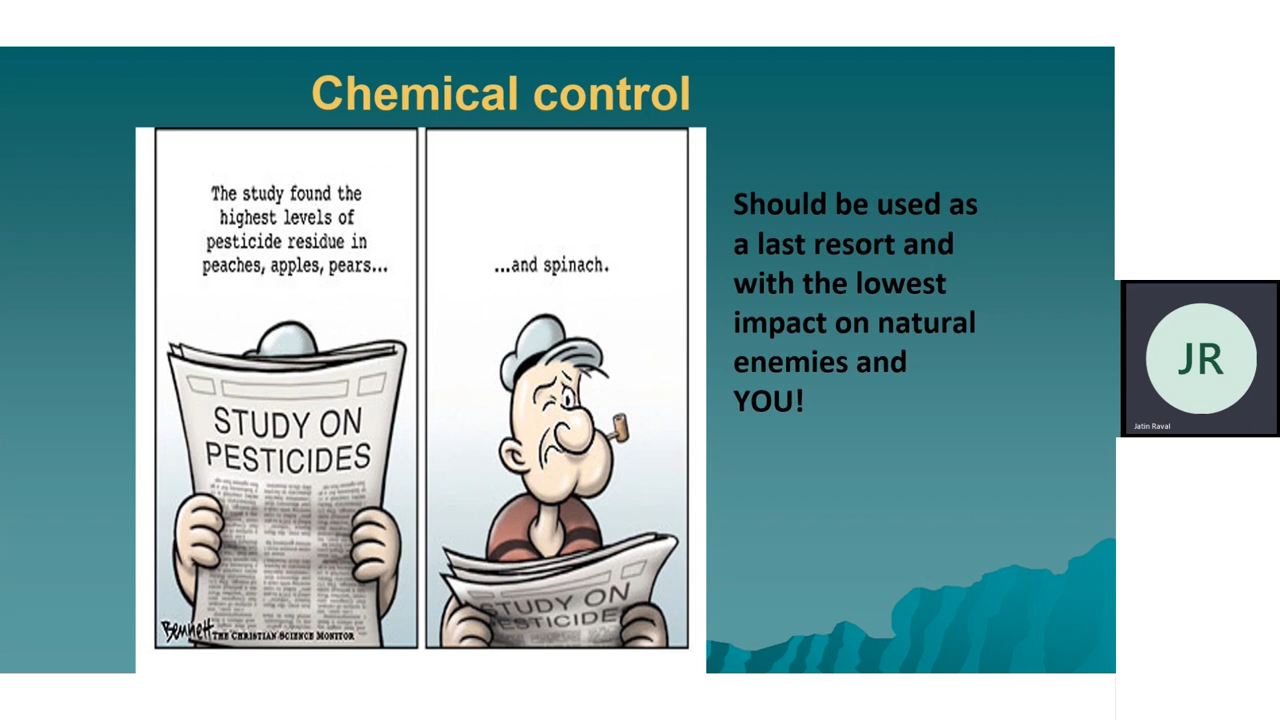 Chemical control
The study found the
highest levels of
pesticide residue in
peaches, apples, pears...
...and spinach.
STUDY ON
PESTICIDES
Bennett THE CHRISTIAN SCIENCE MONITOR
STUDY ON
ESTICIDE
Should be used as
a last resort and
with the lowest
impact on natural
enemies and
YOU!
JR
Jatin Raval